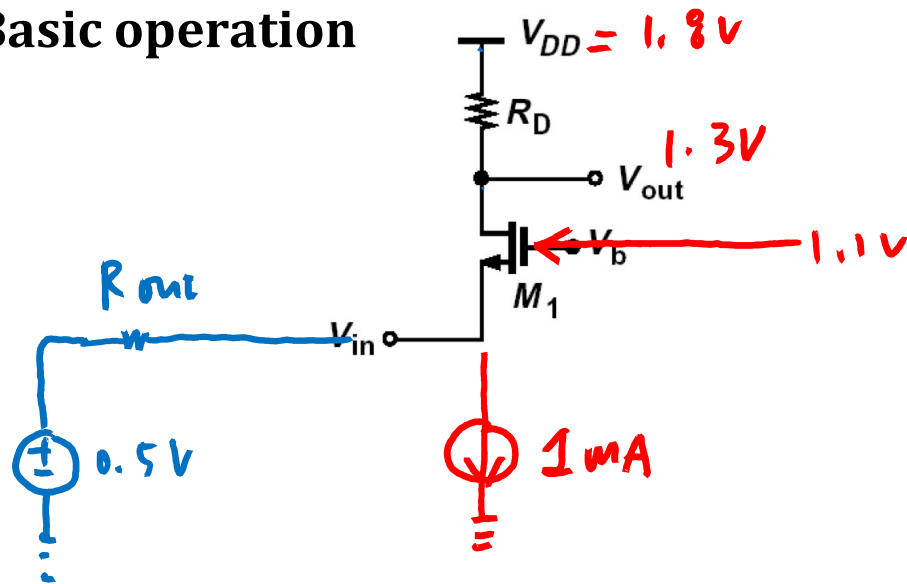 Basic operation
VDD = 1.8V
RD
1.3V
Vout
Vb
1.1V
M1
Rout
Vin
0.5V
1mA